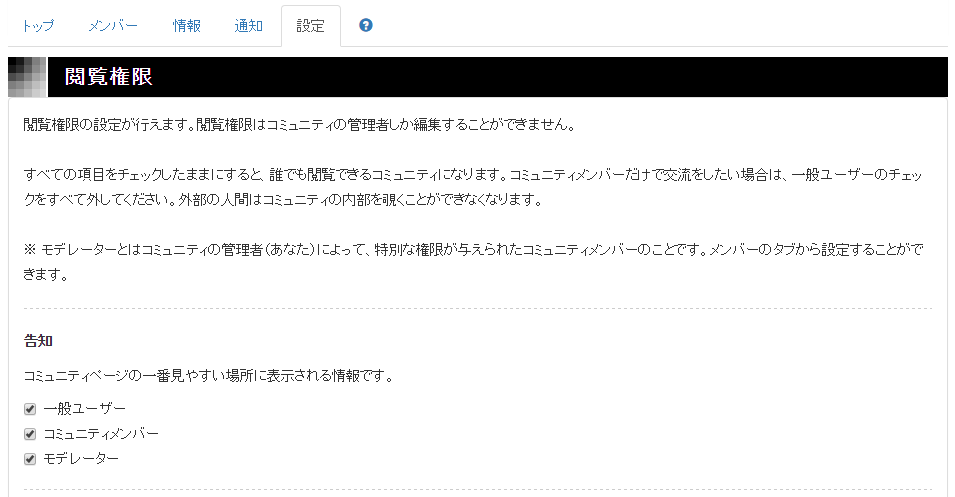 トップ メンバー 情報 通知 設定 ?
閲覧権限
閲覧権限の設定が行えます。閲覧権限はコミュニティの管理者しか編集することができません。
すべての項目をチェックしたままにすると、誰でも閲覧できるコミュニティになります。コミュニティメンバーだけで交流をしたい場合は、一般ユーザーのチェッ
クをすべて外してください。外部の人間はコミュニティの内部を覗くことができなくなります。
※ モデレーターとはコミュニティの管理者（あなた）によって、特別な権限が与えられたコミュニティメンバーのことです。メンバーのタブから設定することがで
きます。
告知
コミュニティページの一番見やすい場所に表示される情報です。
一般ユーザー
コミュニティメンバー
モデレーター